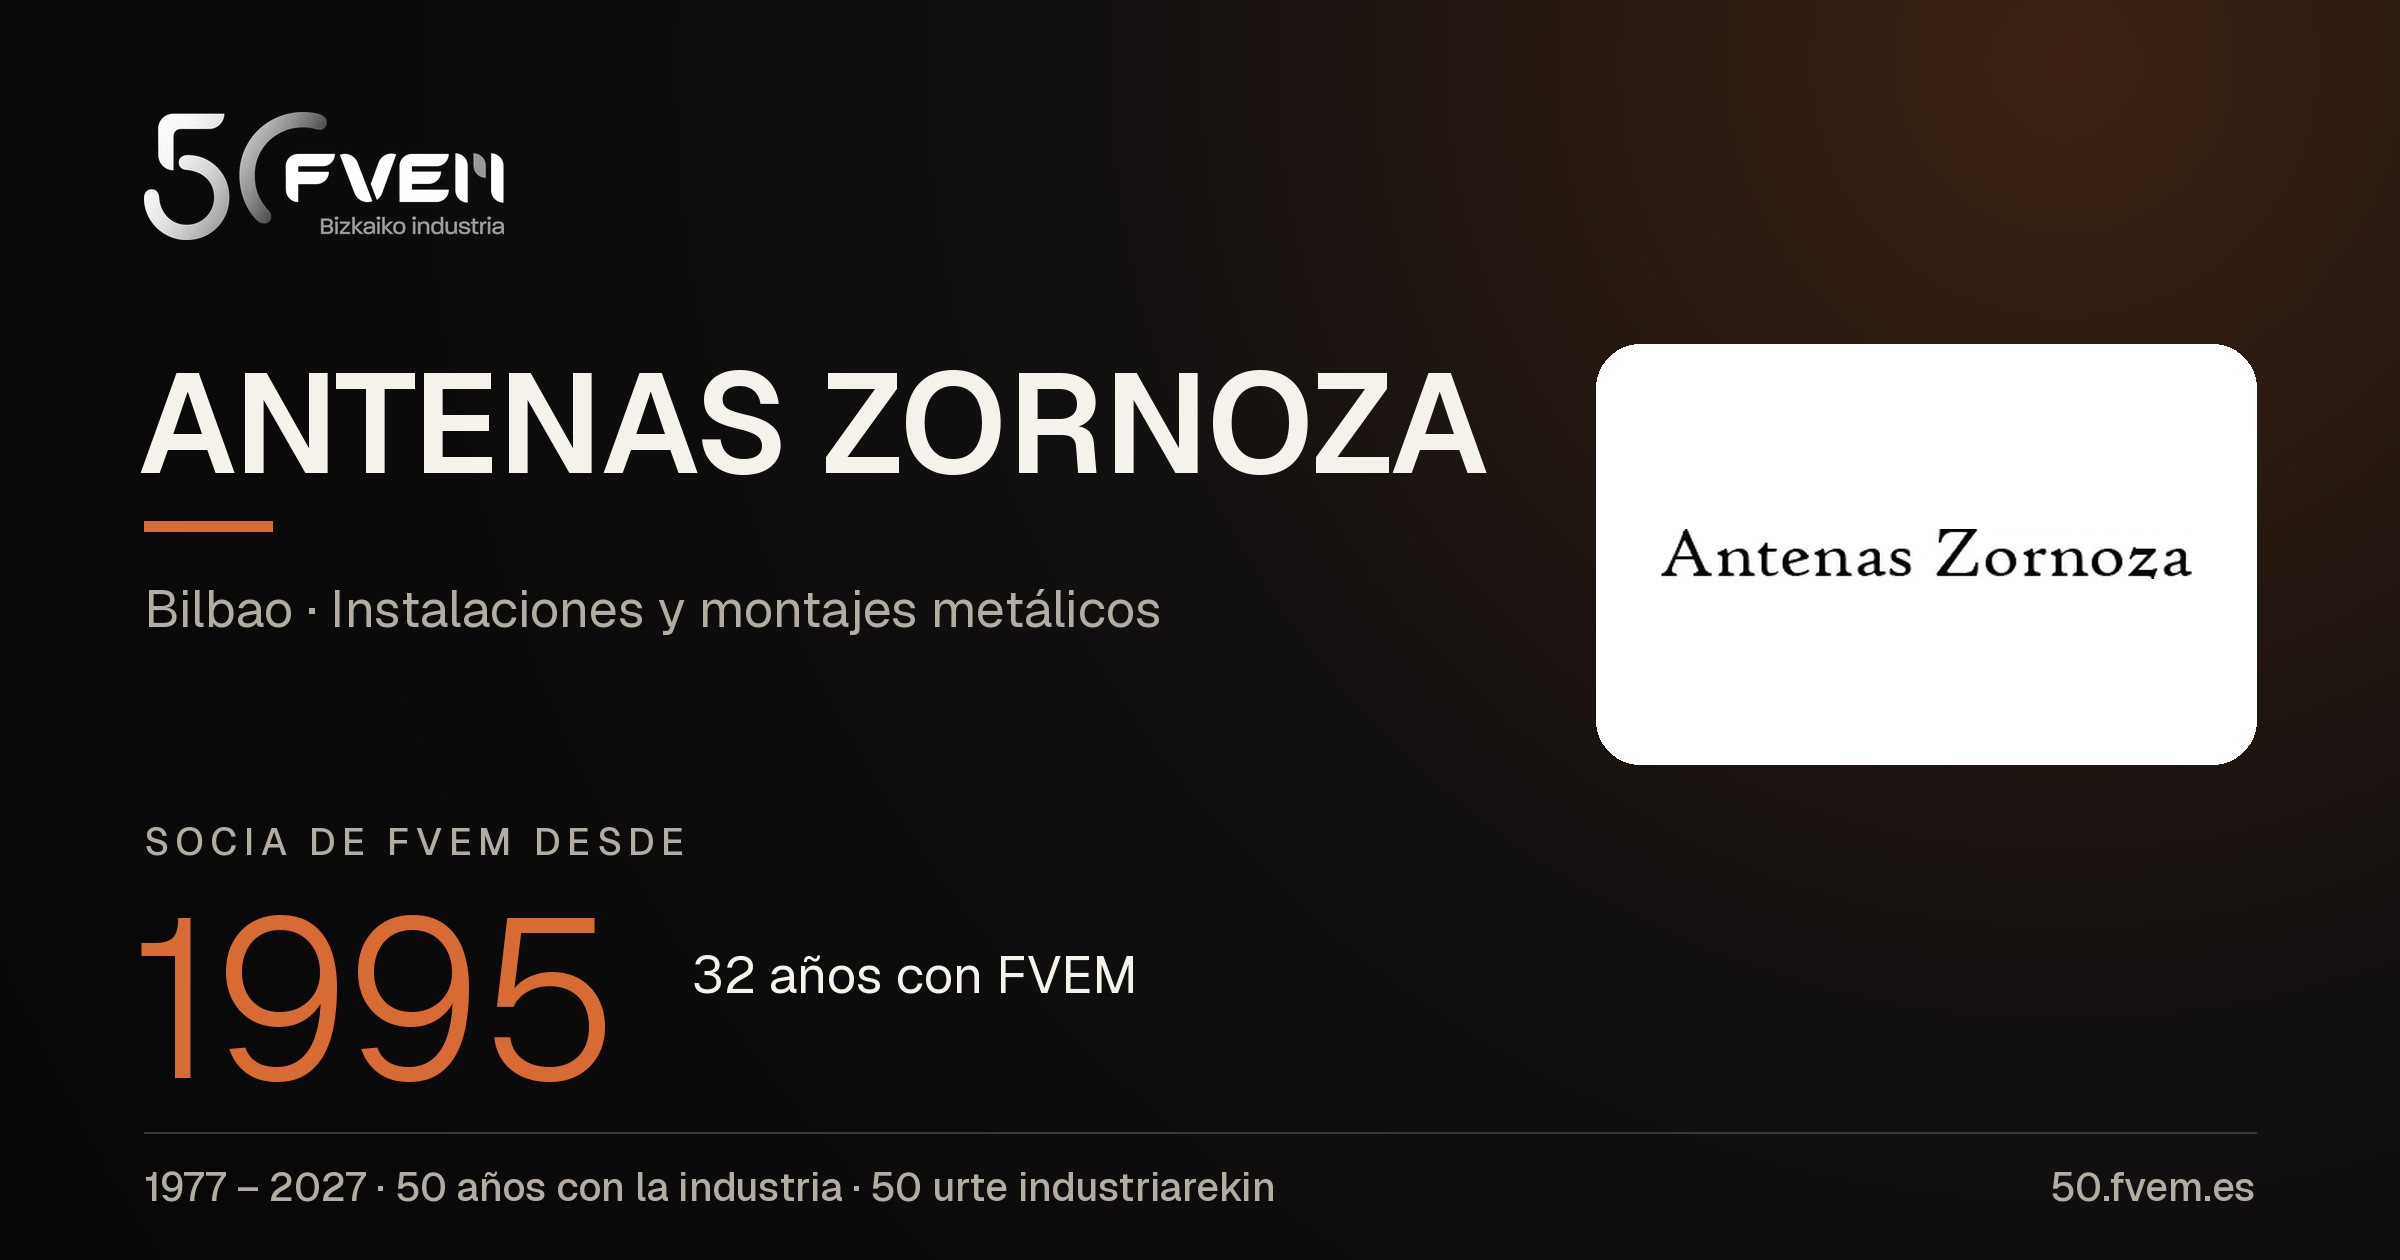 50 FVEM
Bizkaiko industria
ANTENAS ZORNOZA
Bilbao · Instalaciones y montajes metálicos
Antenas Zornoza
SOCIA DE FVEM DESDE
1995
32 años con FVEM
1977 – 2027 · 50 años con la industria · 50 urte industriarekin
50.fvem.es